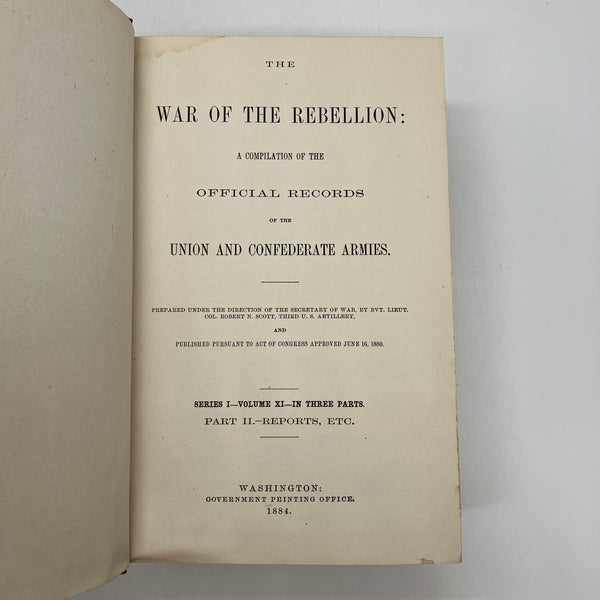 THE
WAR OF THE REBELLION:
A COMPILATION OF THE
OFFICIAL RECORDS
OF THE
UNION AND CONFEDERATE ARMIES.
PREPARED UNDER THE DIRECTION OF THE SECRETARY OF WAR, BY BVT. LIEUT.
COL. ROBERT N. SCOTT, THIRD U. S. ARTILLERY,
AND
PUBLISHED PURSUANT TO ACT OF CONGRESS APPROVED JUNE 16, 1880.
SERIES I—VOLUME XI—IN THREE PARTS.
PART II.—REPORTS, ETC.
WASHINGTON:
GOVERNMENT PRINTING OFFICE.
1884.